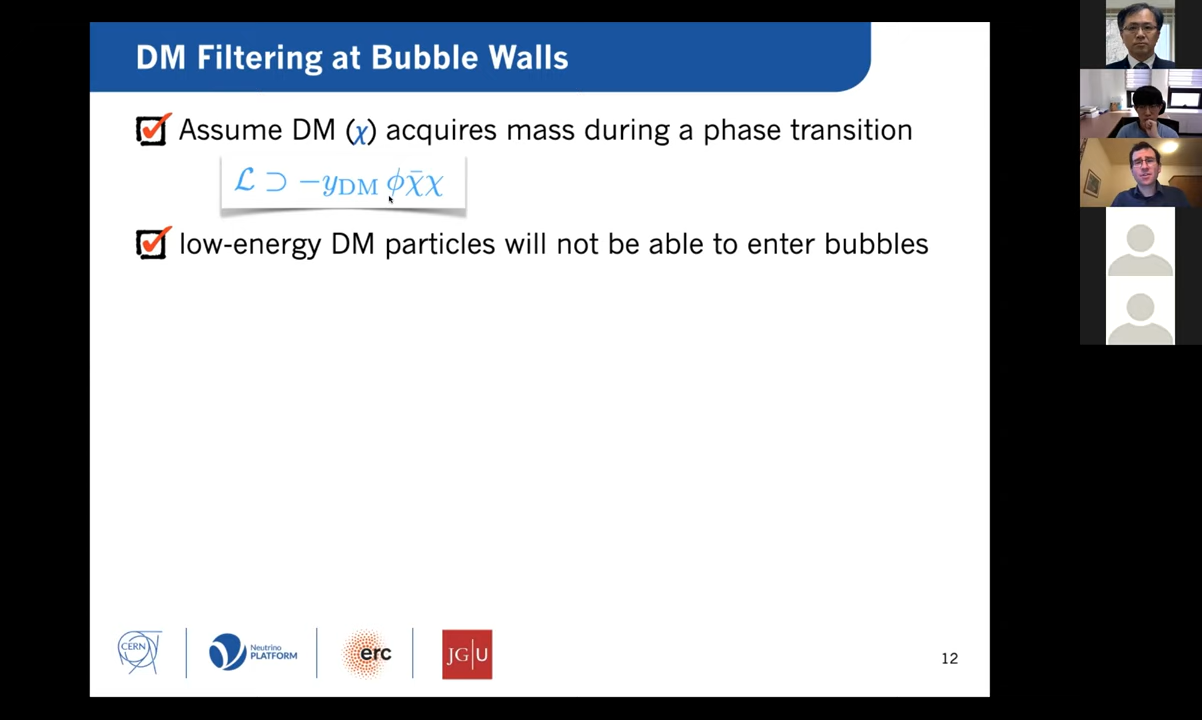 DM Filtering at Bubble Walls
Assume DM (χ) acquires mass during a phase transition
ℒ ⊃ −y_DM ϕχ̄χ
low-energy DM particles will not be able to enter bubbles
CERN
Neutrino
PLATFORM
erc
JG|U
12